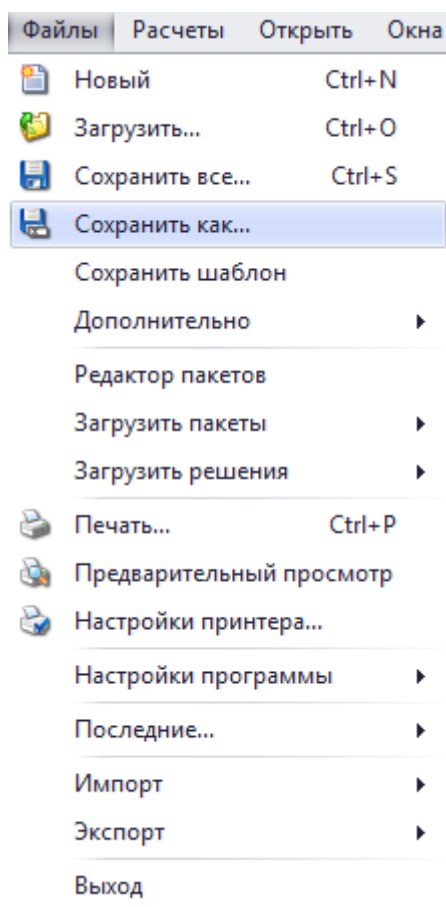 Файлы Расчеты Открыть Окна
Новый Ctrl+N
Загрузить... Ctrl+O
Сохранить все... Ctrl+S
Сохранить как...
Сохранить шаблон
Дополнительно
Редактор пакетов
Загрузить пакеты
Загрузить решения
Печать... Ctrl+P
Предварительный просмотр
Настройки принтера...
Настройки программы
Последние...
Импорт
Экспорт
Выход